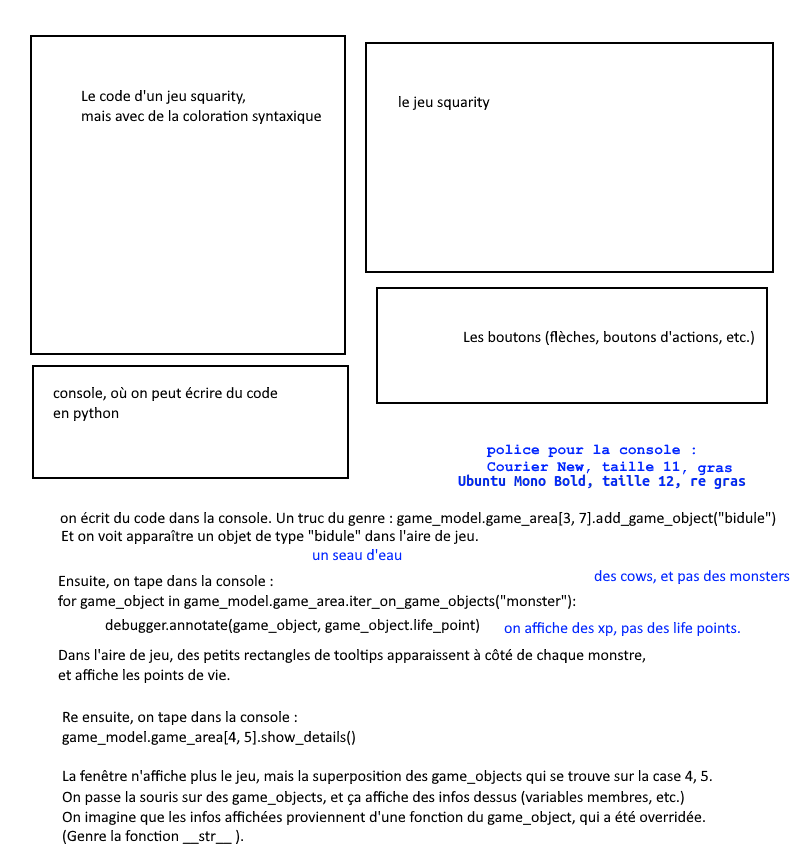 Le code d'un jeu squarity,
mais avec de la coloration syntaxique
le jeu squarity
Les boutons (flèches, boutons d'actions, etc.)
console, où on peut écrire du code
en python
police pour la console :
Courier New, taille 11, gras
Ubuntu Mono Bold, taille 12, re gras
on écrit du code dans la console. Un truc du genre : game_model.game_area[3, 7].add_game_object("bidule")
Et on voit apparaître un objet de type "bidule" dans l'aire de jeu.
un seau d'eau
des cows, et pas des monsters
Ensuite, on tape dans la console :
for game_object in game_model.game_area.iter_on_game_objects("monster"):
debugger.annotate(game_object, game_object.life_point)
on affiche des xp, pas des life points.
Dans l'aire de jeu, des petits rectangles de tooltips apparaissent à côté de chaque monstre,
et affiche les points de vie.
Re ensuite, on tape dans la console :
game_model.game_area[4, 5].show_details()
La fenêtre n'affiche plus le jeu, mais la superposition des game_objects qui se trouve sur la case 4, 5.
On passe la souris sur des game_objects, et ça affiche des infos dessus (variables membres, etc.)
On imagine que les infos affichées proviennent d'une fonction du game_object, qui a été overridée.
(Genre la fonction __str__ ).